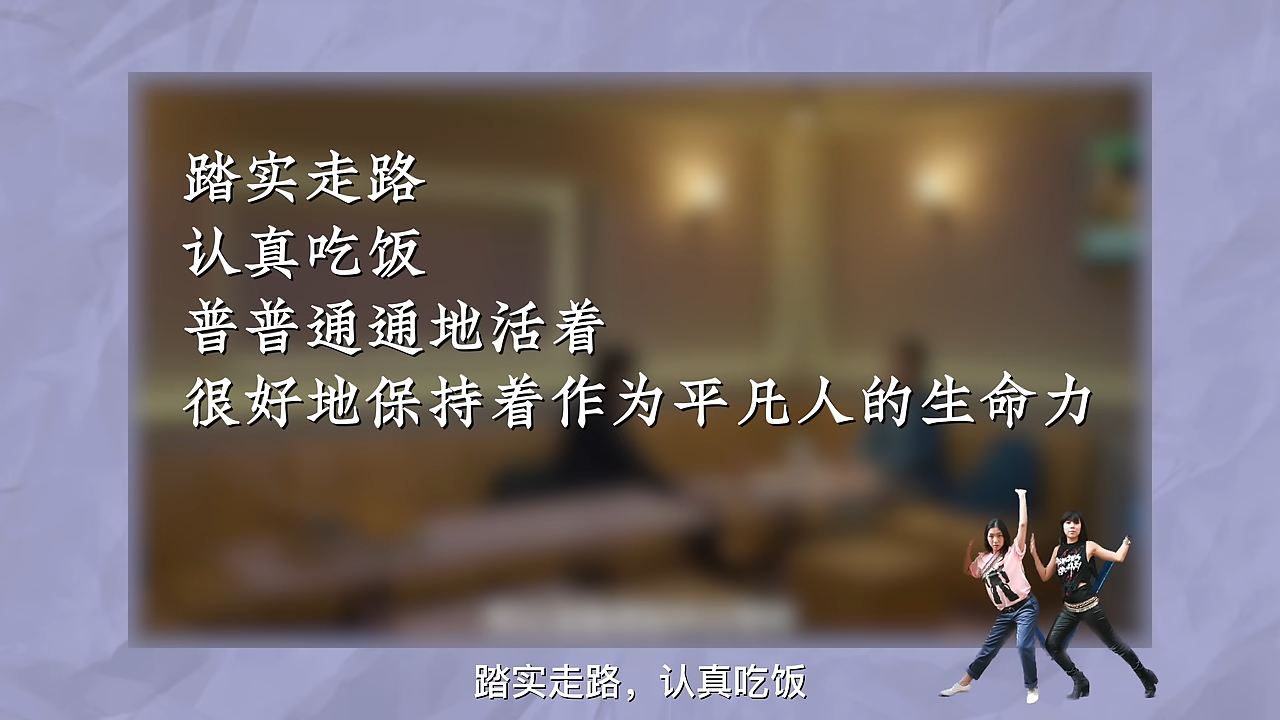 踏实走路
认真吃饭
普普通通地活着
很好地保持着作为平凡人的生命力
踏实走路，认真吃饭